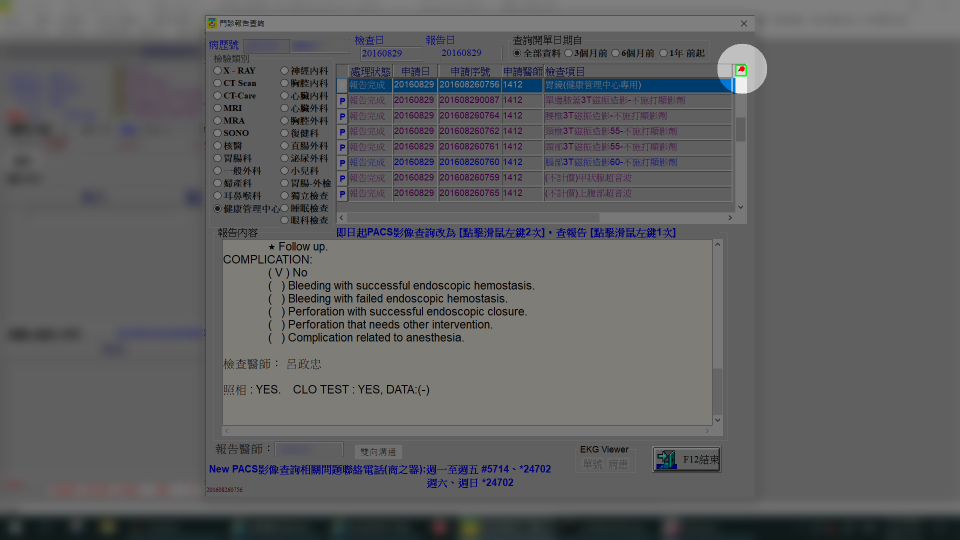 門診報告查詢
病歷號
檢查日 20160829
報告日 20160829
查詢開單日期自
全部資料 3個月前 6個月前 1年 前起
檢驗類別
X - RAY 神經內科
CT Scan 胸腔內科
CT-Care 心臟內科
MRI 心臟外科
MRA 胸腔外科
SONO 復健科
核醫 直腸外科
胃腸科 泌尿外科
一般外科 小兒科
婦產科 胃腸-外檢
耳鼻喉科 獨立檢查
健康管理中心 睡眠檢查
眼科檢查
處理狀態 申請日 申請序號 申請醫師 檢查項目
報告完成 20160829 201608260756 1412 胃鏡(健康管理中心專用)
P 報告完成 20160829 201608290087 1412 單邊膝蓋3T磁振造影-不施打顯影劑
P 報告完成 20160829 201608260764 1412 腰椎3T磁振造影-不施打顯影劑
P 報告完成 20160829 201608260762 1412 頸椎3T磁振造影55-不施打顯影劑
P 報告完成 20160829 201608260761 1412 頸部3T磁振造影55-不施打顯影劑
P 報告完成 20160829 201608260760 1412 腦部3T磁振造影60-不施打顯影劑
P 報告完成 20160829 201608260759 1412 (不計價)甲狀腺超音波
P 報告完成 20160829 201608260765 1412 (不計價)上腹部超音波
報告內容
即日起PACS影像查詢改為 [點擊滑鼠左鍵2次]，查報告 [點擊滑鼠左鍵1次]
★ Follow up.
COMPLICATION:
( V ) No
( ) Bleeding with successful endoscopic hemostasis.
( ) Bleeding with failed endoscopic hemostasis.
( ) Perforation with successful endoscopic closure.
( ) Perforation that needs other intervention.
( ) Complication related to anesthesia.
檢查醫師： 呂政忠
照相 : YES. CLO TEST : YES, DATA:(-)
報告醫師：
雙向溝通
EKG Viewer
單號 病患
F12結束
New PACS影像查詢相關問題聯絡電話(商之器):週一至週五 #5714、*24702
週六、週日 *24702
201608260756